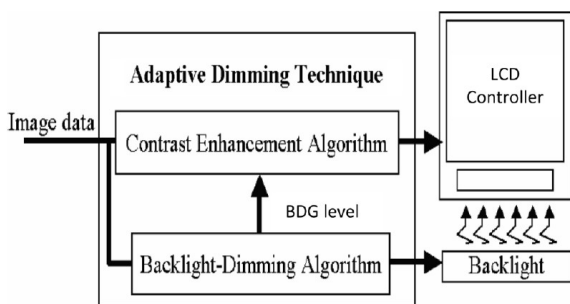 Adaptive Dimming Technique
LCD
Controller
Image data
Contrast Enhancement Algorithm
BDG level
Backlight-Dimming Algorithm
Backlight